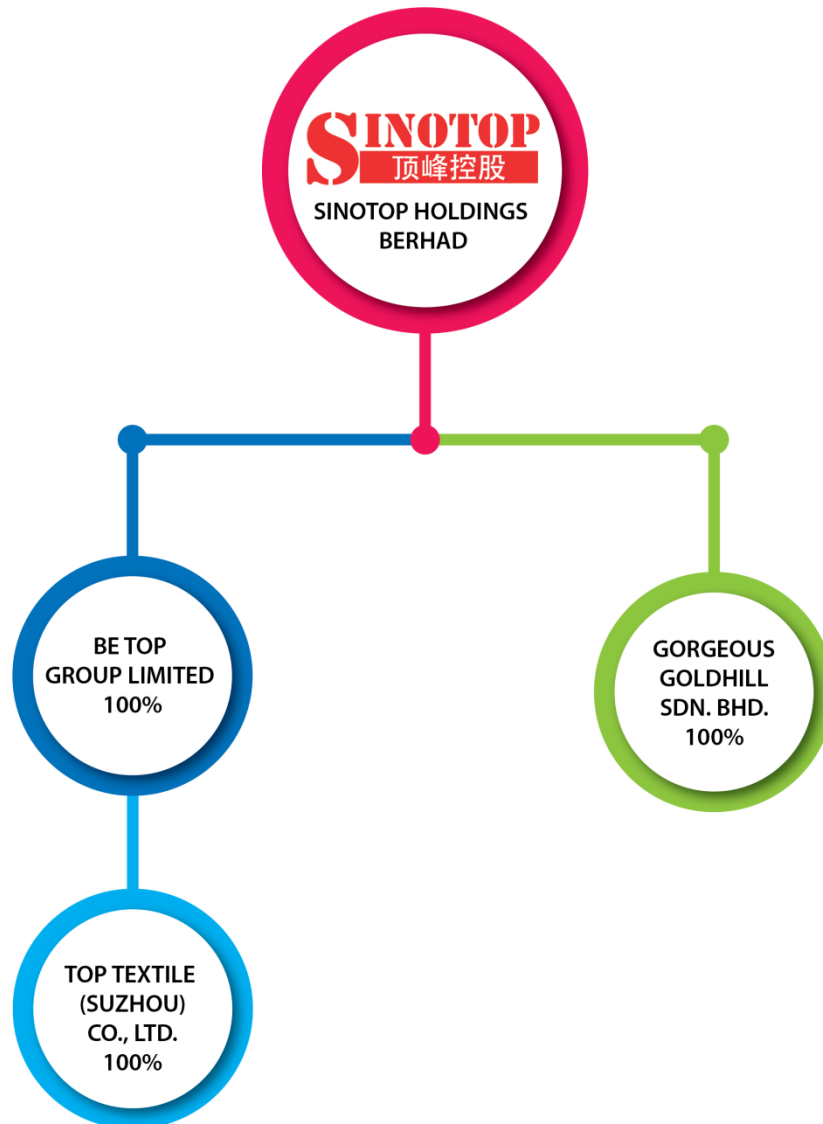 SINOTOP
顶峰控股
SINOTOP HOLDINGS
BERHAD
BE TOP
GROUP LIMITED
100%
GORGEOUS
GOLDHILL
SDN. BHD.
100%
TOP TEXTILE
(SUZHOU)
CO., LTD.
100%